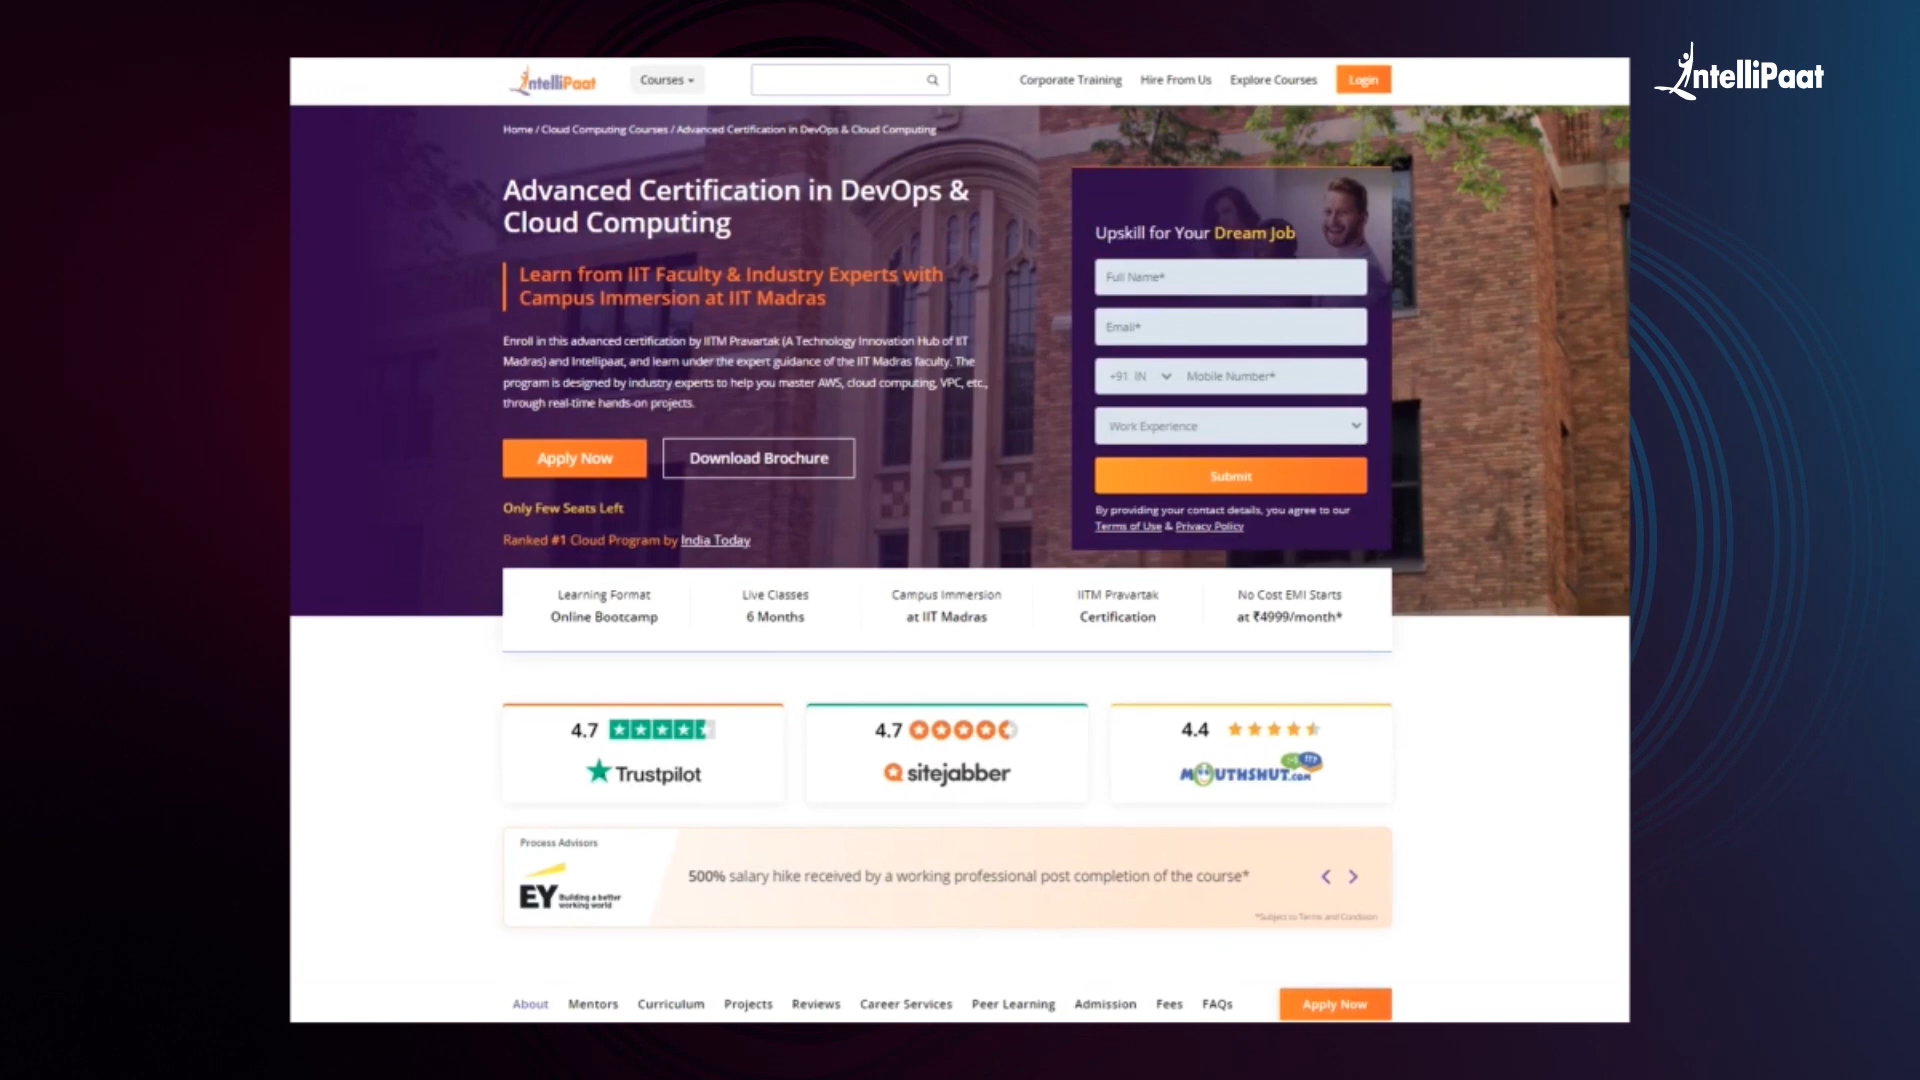 IntelliPaat
IntelliPaat
Courses
Corporate Training
Hire From Us
Explore Courses
Login
Home / Cloud Computing Courses / Advanced Certification in DevOps & Cloud Computing
Advanced Certification in DevOps &
Cloud Computing
Learn from IIT Faculty & Industry Experts with
Campus Immersion at IIT Madras
Enroll in this advanced certification by IITM Pravartak (A Technology Innovation Hub of IIT
Madras) and Intellipaat, and learn under the expert guidance of the IIT Madras faculty. The
program is designed by industry experts to help you master AWS, cloud computing, VPC, etc.,
through real-time hands-on projects.
Apply Now
Download Brochure
Only Few Seats Left
Ranked #1 Cloud Program by India Today
Upskill for Your Dream Job
Full Name*
Email*
+91 IN Mobile Number*
Work Experience
Submit
By providing your contact details, you agree to our
Terms of Use & Privacy Policy
Learning Format
Online Bootcamp
Live Classes
6 Months
Campus Immersion
at IIT Madras
IITM Pravartak
Certification
No Cost EMI Starts
at ₹4999/month*
4.7
Trustpilot
4.7
sitejabber
4.4
MOUTHSHUT.com
Process Advisors
EY Building a better
working world
500% salary hike received by a working professional post completion of the course*
*Subject to Terms and Condition
About
Mentors
Curriculum
Projects
Reviews
Career Services
Peer Learning
Admission
Fees
FAQs
Apply Now